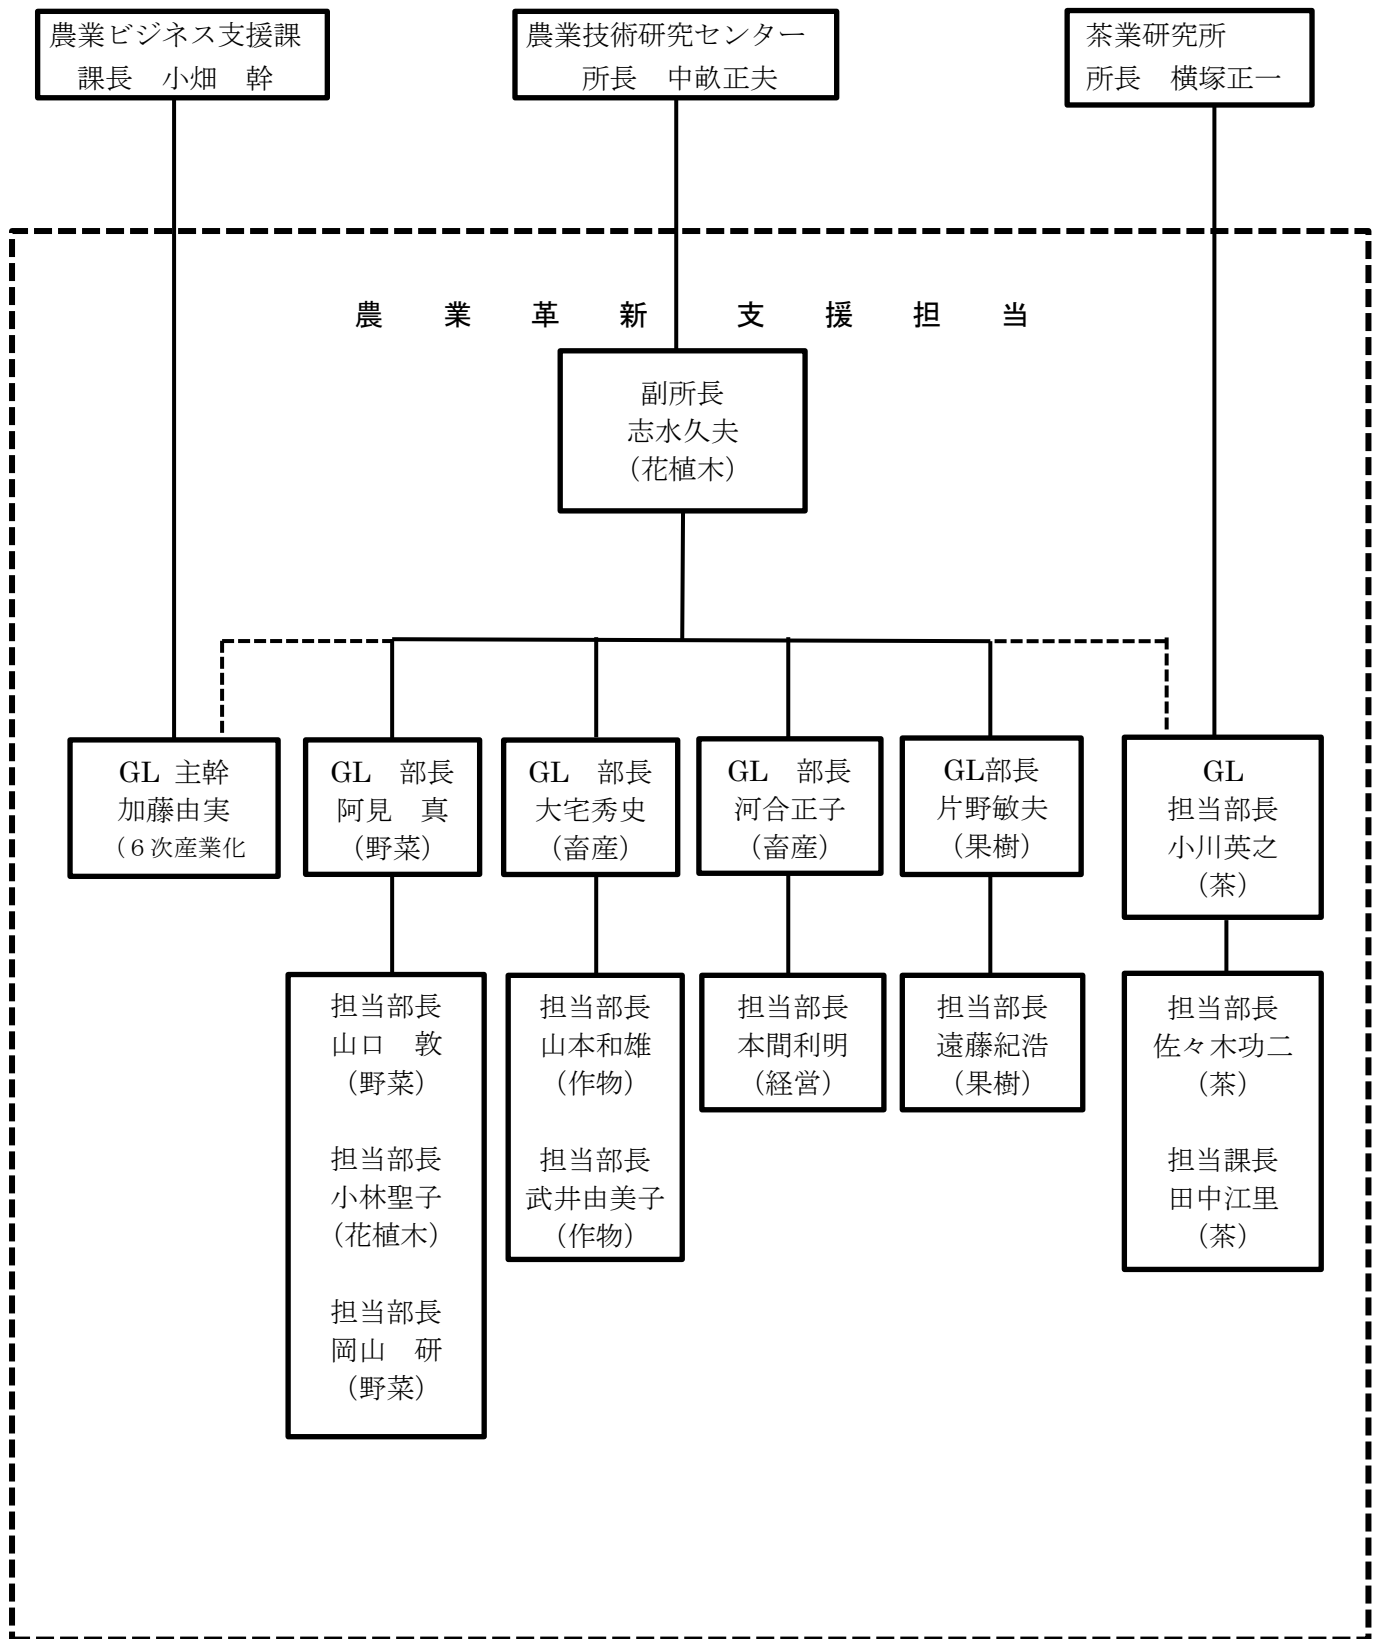 農業ビジネス支援課
課長　小畑　幹
農業技術研究センター
所長　中畝正夫
茶業研究所
所長　横塚正一
農　業　革　新　支　援　担　当
副所長
志水久夫
（花植木）
GL 主幹
加藤由実
（６次産業化
GL　部長
阿見　真
（野菜）
GL　部長
大宅秀史
（畜産）
GL　部長
河合正子
（畜産）
GL部長
片野敏夫
（果樹）
GL
担当部長
小川英之
（茶）
担当部長
山口　敦
（野菜）
担当部長
小林聖子
（花植木）
担当部長
岡山　研
（野菜）
担当部長
山本和雄
（作物）
担当部長
武井由美子
（作物）
担当部長
本間利明
（経営）
担当部長
遠藤紀浩
（果樹）
担当部長
佐々木功二
（茶）
担当課長
田中江里
（茶）